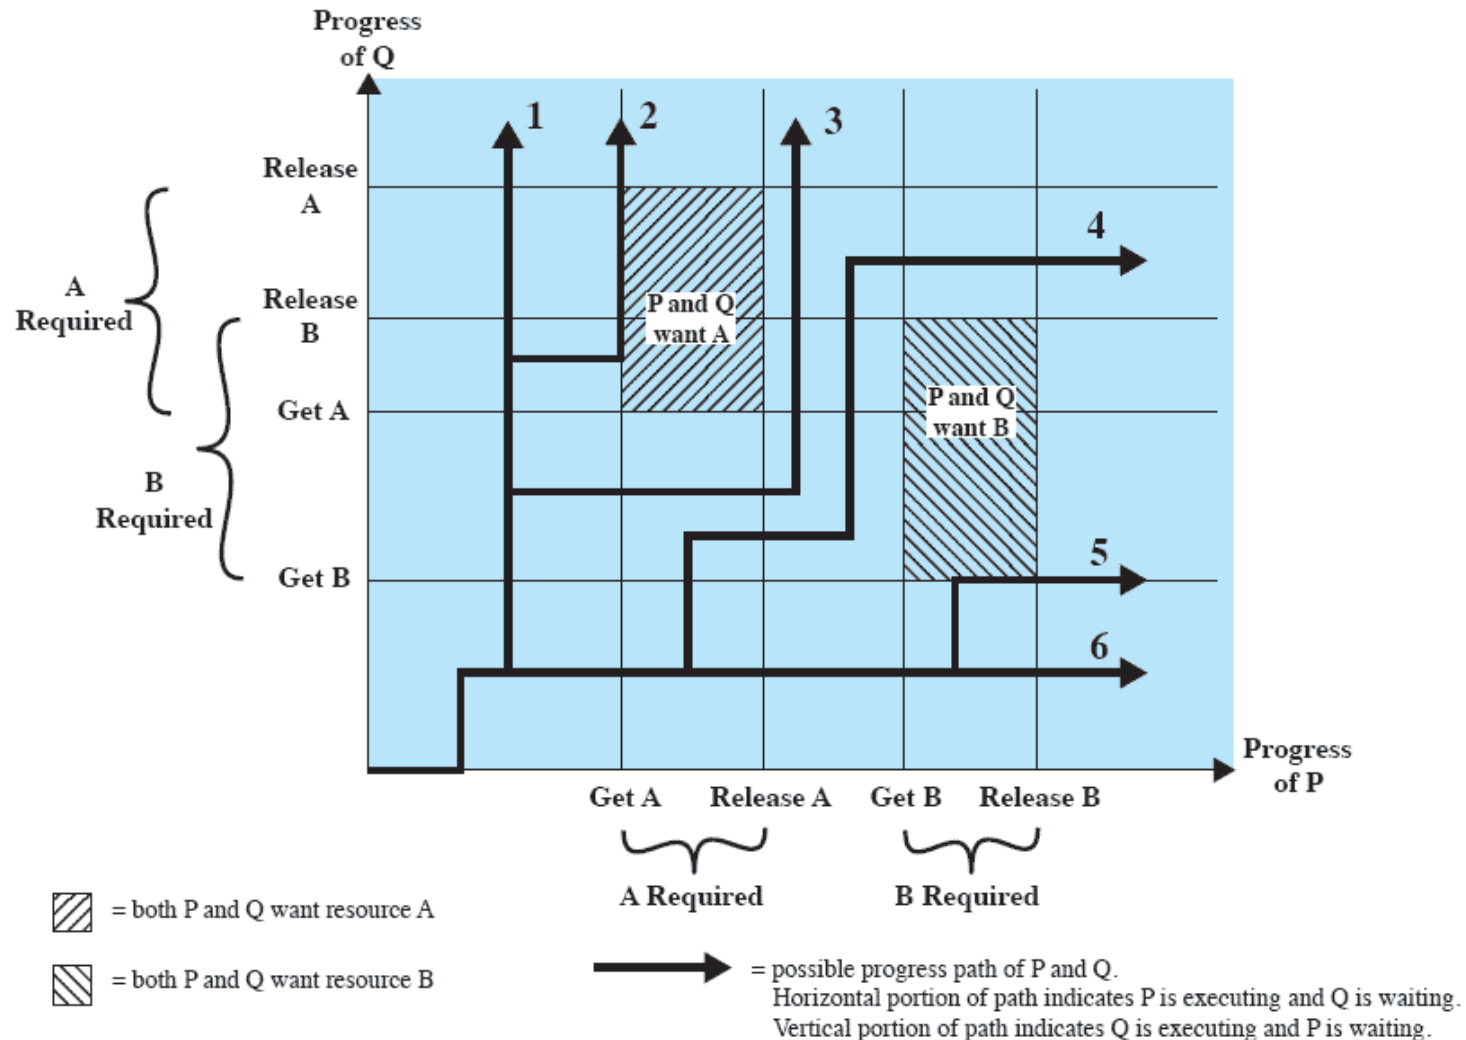 Progress
of Q
1
2
3
Release
A
4
A
Required
Release
B
P and Q
want A
Get A
P and Q
want B
B
Required
Get B
5
6
Progress
of P
Get A
Release A
Get B
Release B
A Required
B Required
= both P and Q want resource A
= both P and Q want resource B
= possible progress path of P and Q.
Horizontal portion of path indicates P is executing and Q is waiting.
Vertical portion of path indicates Q is executing and P is waiting.